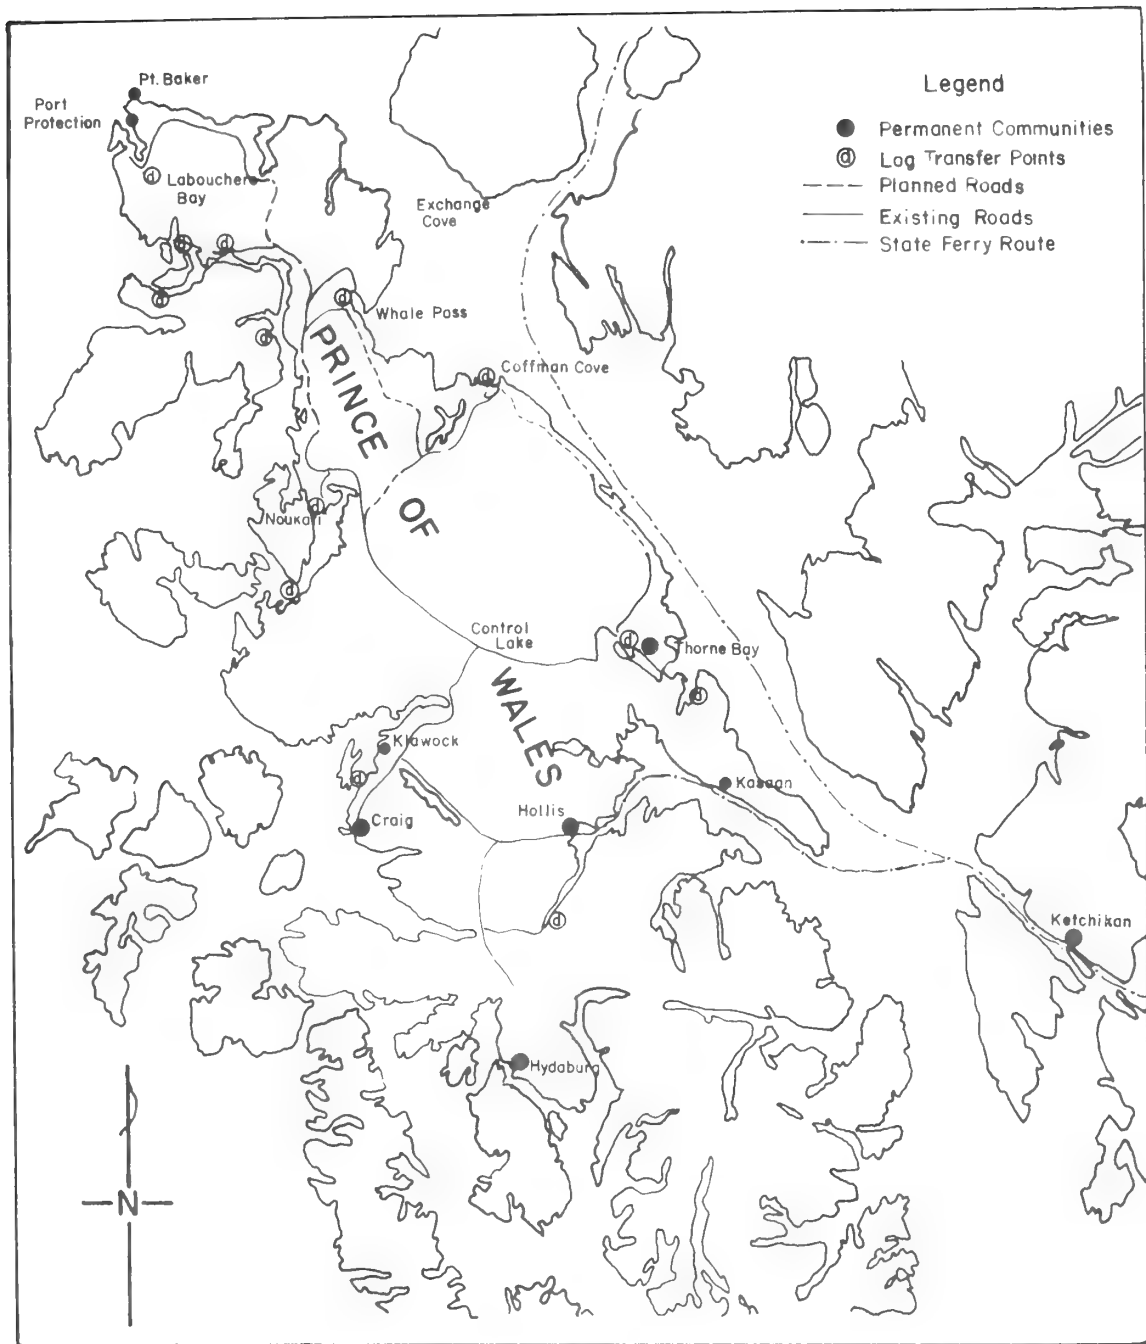 Pt. Baker
Port
Protection
Labouchere
Bay
Exchange
Cove
Legend
Permanent Communities
d Log Transfer Points
Planned Roads
Existing Roads
State Ferry Route
d
d
d
d
d
Whale Pass
d
d
Coffman Cove
PRINCE
OF
WALES
d
Noukati
d
Control
Lake
d
Thorne Bay
d
Klawock
d
Craig
Hollis
Kasaan
d
Ketchikan
Hydaburg
N